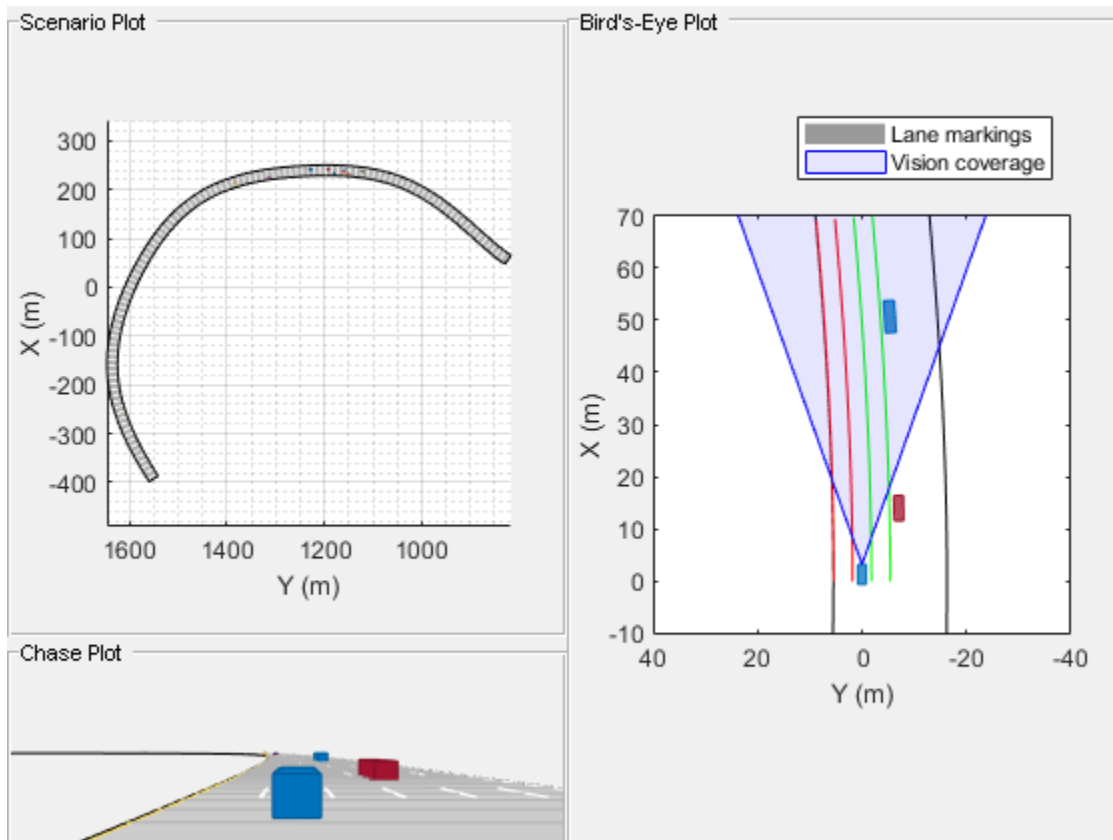 Scenario Plot
300
200
100
0
-100
-200
-300
-400
X (m)
1600 1400 1200 1000
Y (m)
Chase Plot
Bird's-Eye Plot
Lane markings
Vision coverage
70
60
50
40
30
20
10
0
-10
X (m)
40 20 0 -20 -40
Y (m)